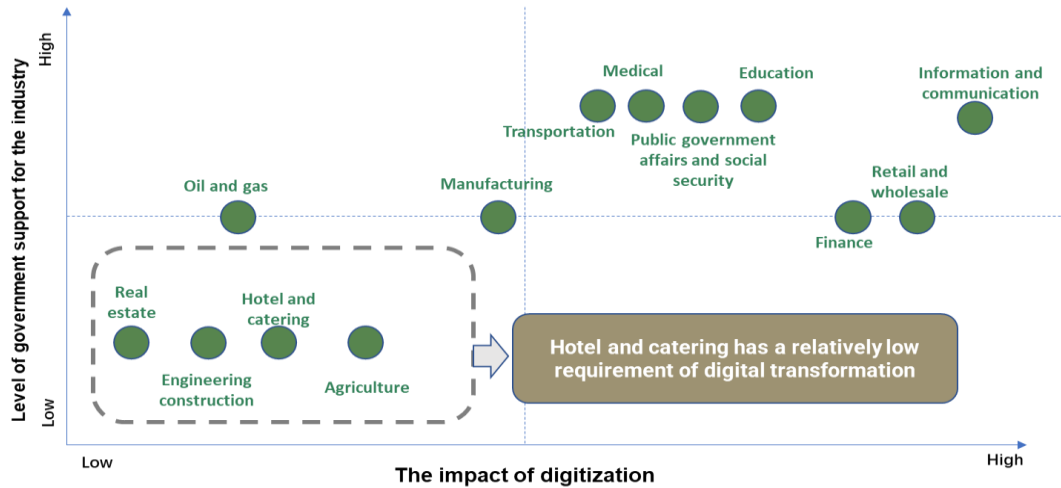 High
Level of government support for the industry
Low
Medical
Education
Information and
communication
Transportation
Public government
affairs and social
security
Oil and gas
Manufacturing
Retail and
wholesale
Finance
Real
estate
Hotel and
catering
Engineering
construction
Agriculture
Hotel and catering has a relatively low
requirement of digital transformation
Low
The impact of digitization
High